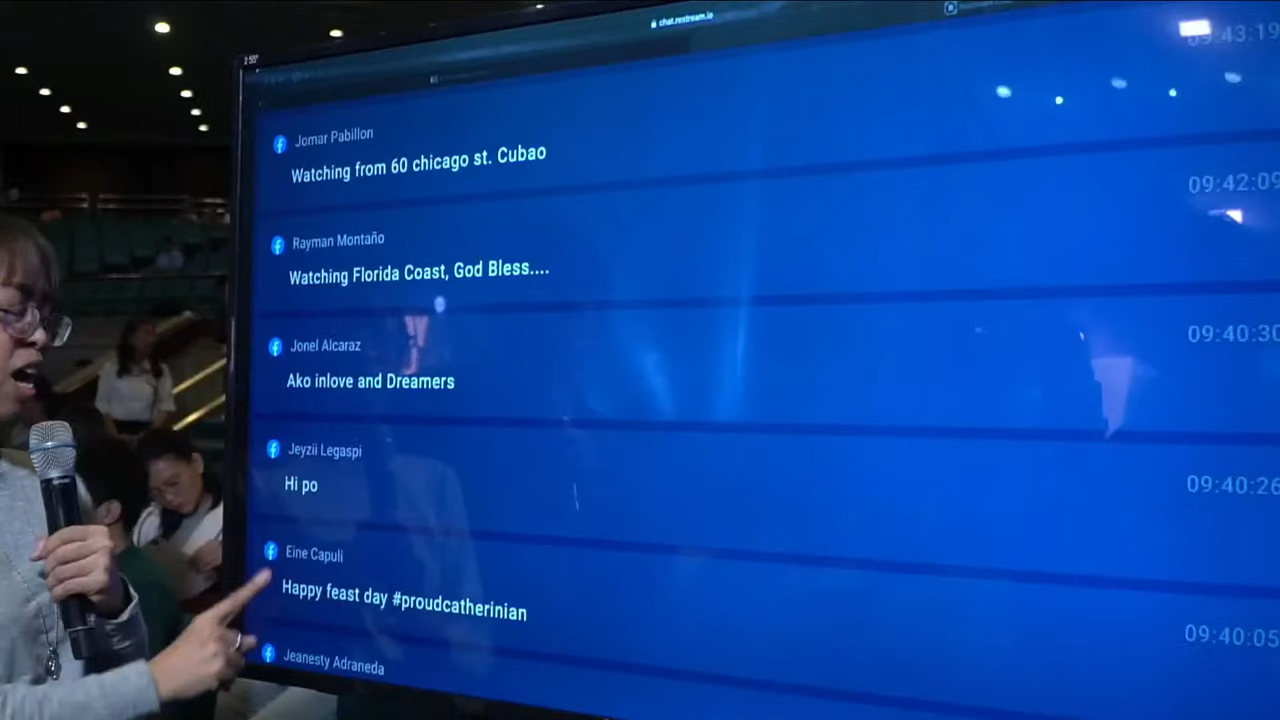 2:55
chat.restream.io
09:43:19
Jomar Pabillon
Watching from 60 chicago st. Cubao
09:42:09
Rayman Montaño
Watching Florida Coast, God Bless....
09:40:30
Jonel Alcaraz
Ako inlove and Dreamers
Jeyzii Legaspi
Hi po
09:40:26
Eine Capuli
Happy feast day #proudcatherinian
09:40:05
Jeanesty Adraneda